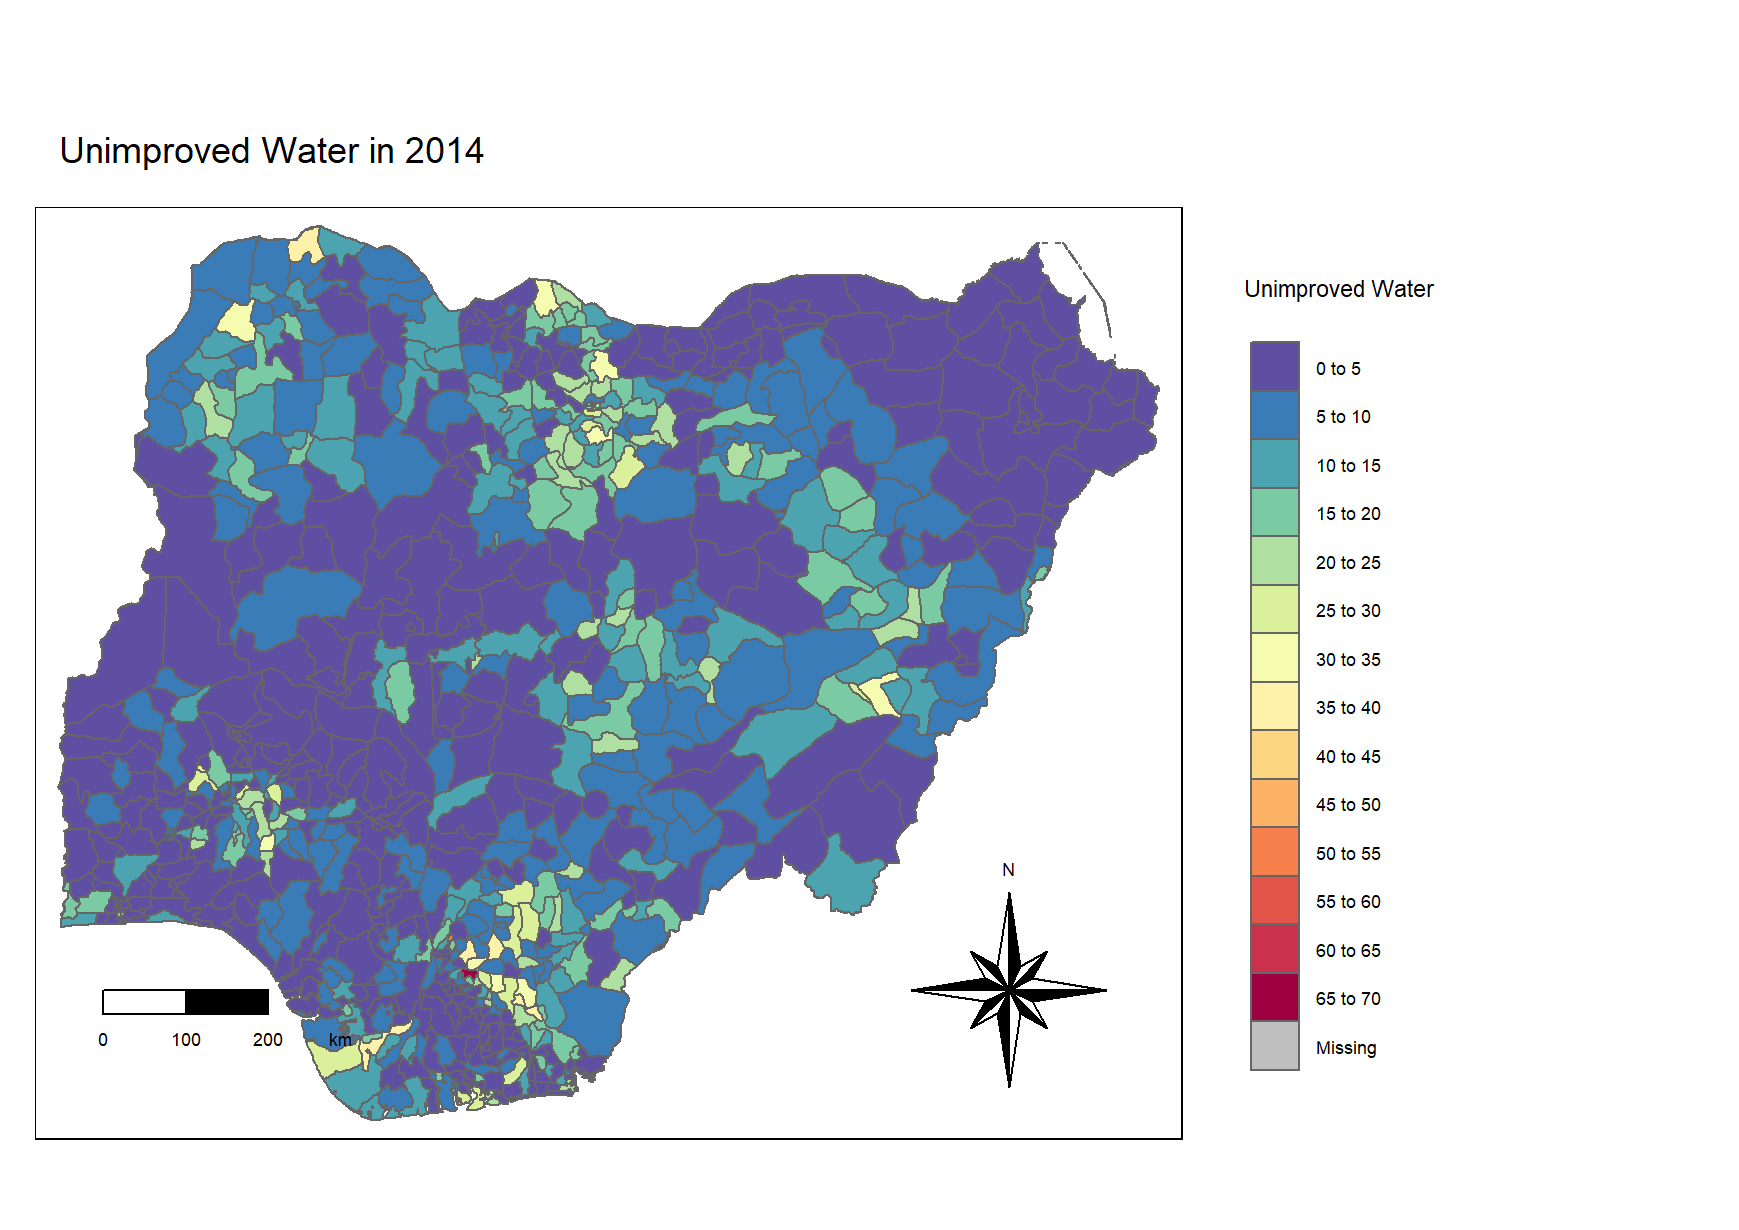 Unimproved Water in 2014
Unimproved Water
0 to 5
5 to 10
10 to 15
15 to 20
20 to 25
25 to 30
30 to 35
35 to 40
40 to 45
45 to 50
50 to 55
55 to 60
60 to 65
65 to 70
Missing
N
0 100 200 km